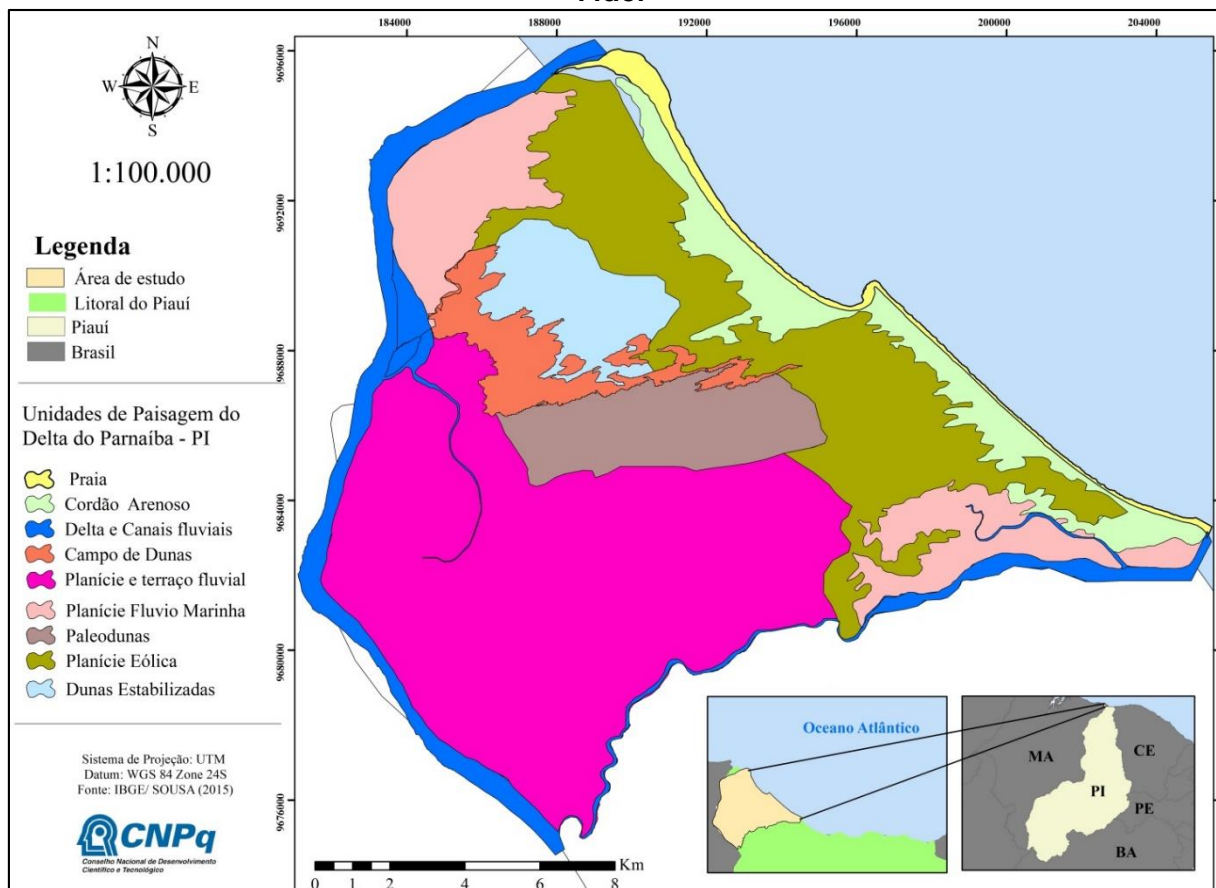 184000
188000
192000
196000
200000
204000
9696000
9692000
9688000
9684000
9680000
9676000
N
W
E
S
1:100.000
Legenda
Área de estudo
Litoral do Piauí
Piauí
Brasil
Unidades de Paisagem do
Delta do Parnaíba - PI
Praia
Cordão Arenoso
Delta e Canais fluviais
Campo de Dunas
Planície e terraço fluvial
Planície Fluvio Marinha
Paleodunas
Planície Eólica
Dunas Estabilizadas
Sistema de Projeção: UTM
Datum: WGS 84 Zone 24S
Fonte: IBGE/ SOUSA (2015)
CNPq
Conselho Nacional de Desenvolvimento
Científico e Tecnológico
Km
0 1 2 4 6 8
Oceano Atlântico
MA
CE
PI
PE
BA